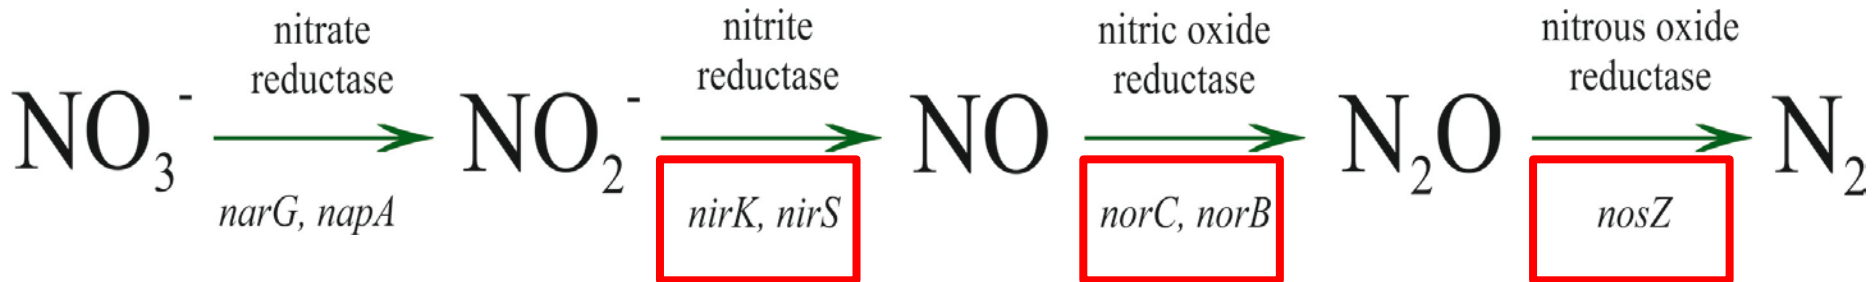 nitrate
reductase
nitrite
reductase
nitric oxide
reductase
nitrous oxide
reductase
NO₃⁻ NO₂⁻ NO N₂O N₂
narG, napA
nirK, nirS
norC, norB
nosZ